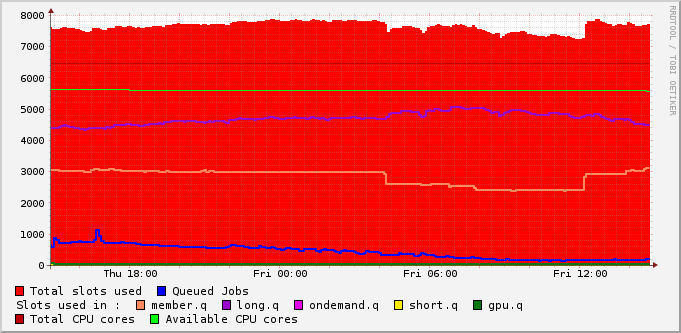 8000
7000
6000
5000
4000
3000
2000
1000
0
Thu 18:00 Fri 00:00 Fri 06:00 Fri 12:00
Total slots used Queued Jobs
Slots used in : member.q long.q ondemand.q short.q gpu.q
Total CPU cores Available CPU cores
RRDTOOL / TOBI OETIKER